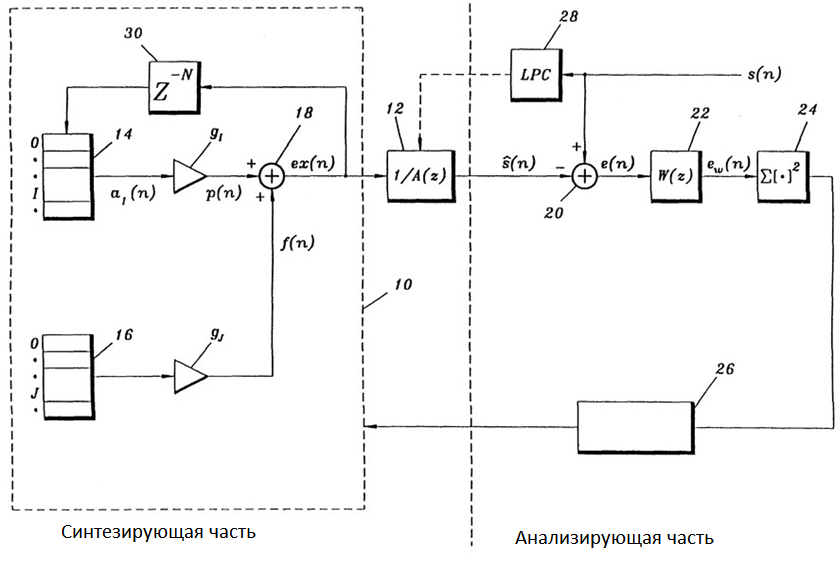 28
30
LPC
s(n)
Z^-N
18
12
22
24
0
14
g_I
+
ex(n)
ŝ(n)
-
+
e(n)
e_w(n)
I
a_I(n)
p(n)
+
1/A(z)
W(z)
Σ[•]^2
20
f(n)
10
0
16
g_J
26
J
Синтезирующая часть
Анализирующая часть